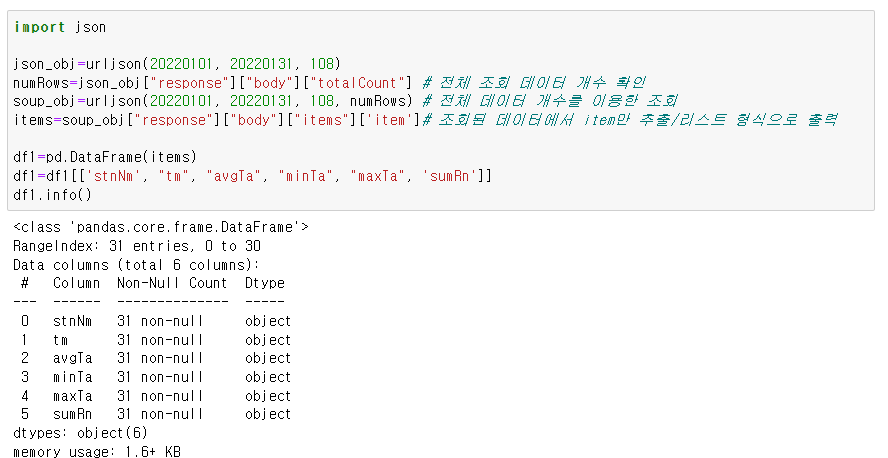 import json

json_obj=urljson(20220101, 20220131, 108)
numRows=json_obj["response"]["body"]["totalCount"] # 전체 조회 데이터 개수 확인
soup_obj=urljson(20220101, 20220131, 108, numRows) # 전체 데이터 개수를 이용한 조회
items=soup_obj["response"]["body"]["items"]['item']# 조회된 데이터에서 item만 추출/리스트 형식으로 출력

df1=pd.DataFrame(items)
df1=df1[['stnNm', "tm", "avgTa", "minTa", "maxTa", 'sumRn']]
df1.info()

<class 'pandas.core.frame.DataFrame'>
RangeIndex: 31 entries, 0 to 30
Data columns (total 6 columns):
 #   Column  Non-Null Count  Dtype
---  ------  --------------  -----
 0   stnNm   31 non-null     object
 1   tm      31 non-null     object
 2   avgTa   31 non-null     object
 3   minTa   31 non-null     object
 4   maxTa   31 non-null     object
 5   sumRn   31 non-null     object
dtypes: object(6)
memory usage: 1.6+ KB